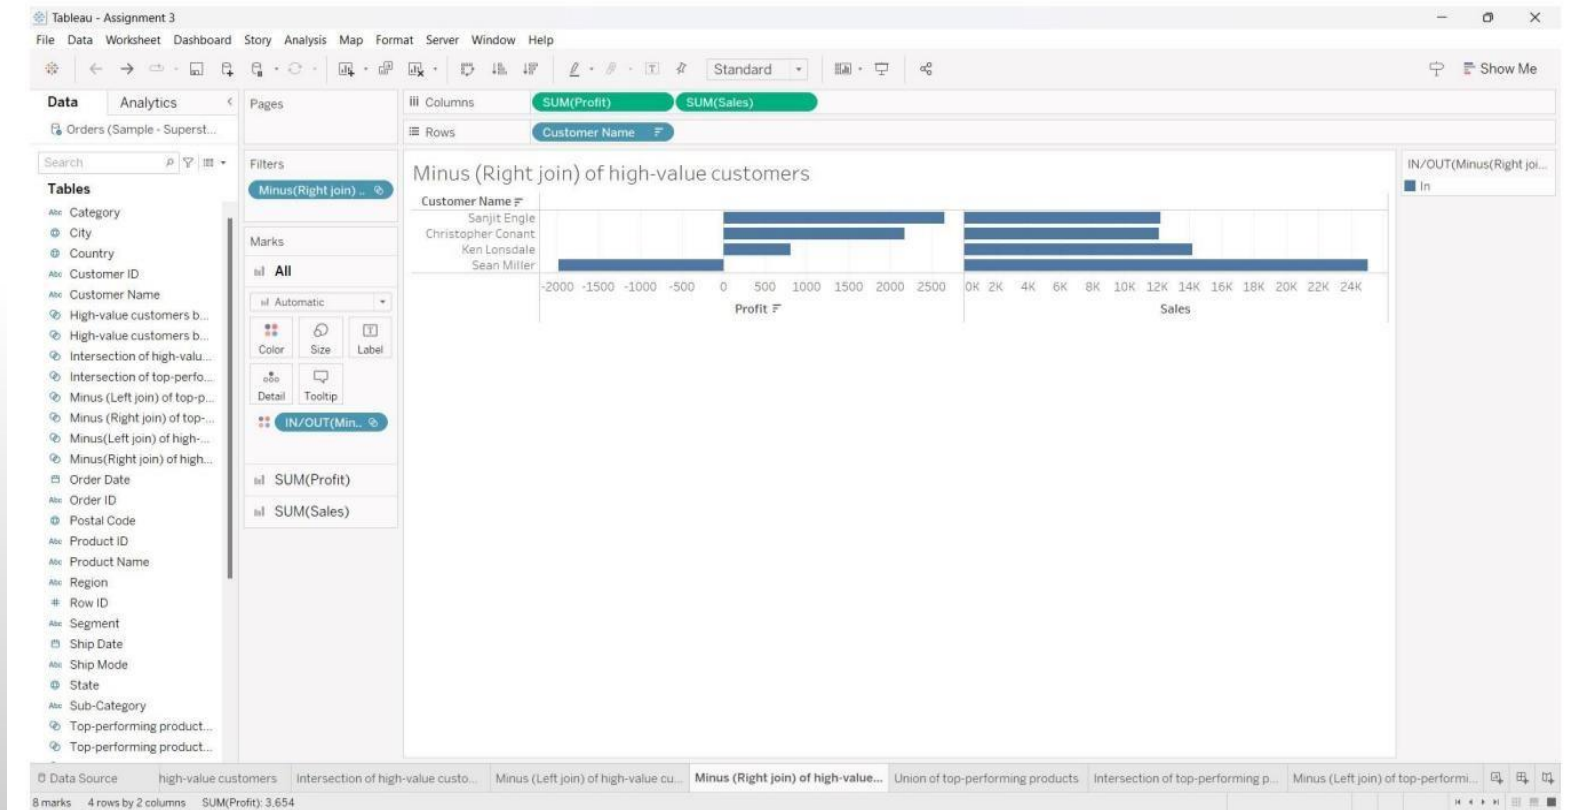 Tableau - Assignment 3
File Data Worksheet Dashboard Story Analysis Map Format Server Window Help
Standard
Show Me
Data Analytics
Pages
Columns SUM(Profit) SUM(Sales)
Orders (Sample - Superst...
Rows Customer Name
Search
Filters
Minus(Right join) ..
Minus (Right join) of high-value customers
IN/OUT(Minus(Right joi...
In
Tables
Abc Category
City
Country
Abc Customer ID
Abc Customer Name
High-value customers b...
High-value customers b...
Intersection of high-valu...
Intersection of top-perfo...
Minus (Left join) of top-p...
Minus (Right join) of top-...
Minus(Left join) of high-...
Minus(Right join) of high...
Order Date
Abc Order ID
Postal Code
Abc Product ID
Abc Product Name
Abc Region
# Row ID
Abc Segment
Ship Date
Abc Ship Mode
State
Abc Sub-Category
Top-performing product...
Top-performing product...
Marks
All
Automatic
Color Size Label
Detail Tooltip
IN/OUT(Min..
SUM(Profit)
SUM(Sales)
Customer Name
Sanjit Engle
Christopher Conant
Ken Lonsdale
Sean Miller
-2000 -1500 -1000 -500 0 500 1000 1500 2000 2500 0K 2K 4K 6K 8K 10K 12K 14K 16K 18K 20K 22K 24K
Profit Sales
Data Source high-value customers Intersection of high-value custo... Minus (Left join) of high-value cu... Minus (Right join) of high-value... Union of top-performing products Intersection of top-performing p... Minus (Left join) of top-performi...
8 marks 4 rows by 2 columns SUM(Profit): 3,654